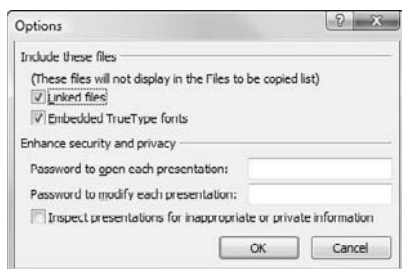 Options
Include these files
(These files will not display in the Files to be copied list)
Linked files
Embedded TrueType fonts
Enhance security and privacy
Password to open each presentation:
Password to modify each presentation:
Inspect presentations for inappropriate or private information
OK Cancel